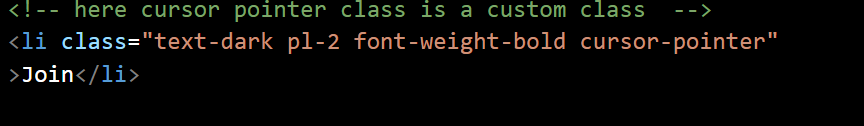 <!-- here cursor pointer class is a custom class  -->
<li class="text-dark pl-2 font-weight-bold cursor-pointer"
>Join</li>